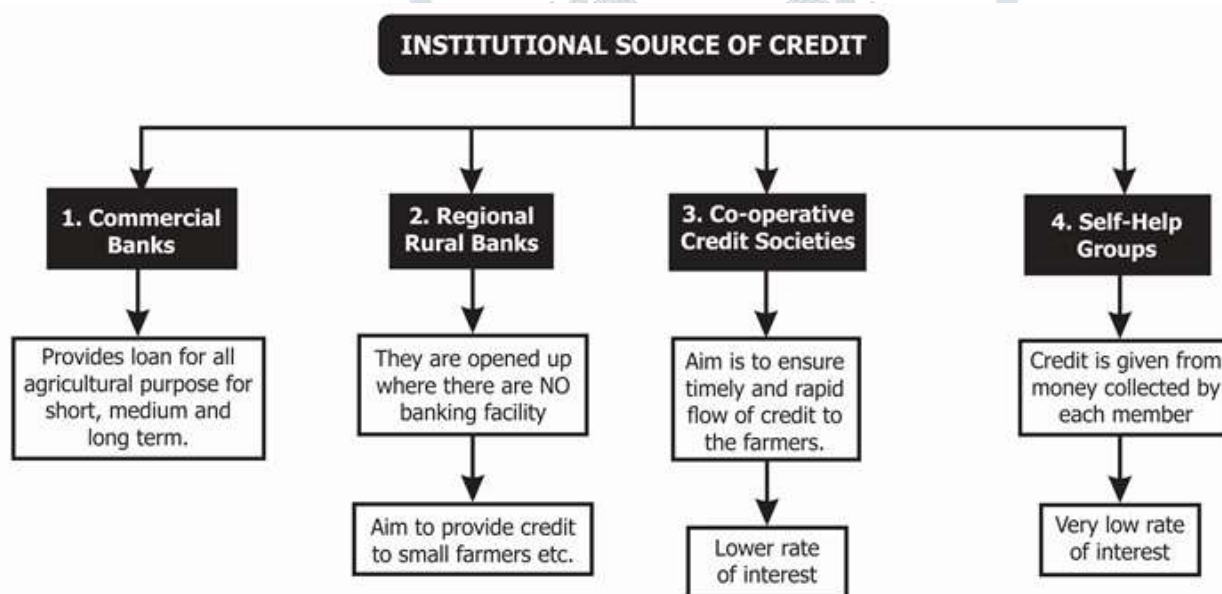 INSTITUTIONAL SOURCE OF CREDIT
1. Commercial
Banks
Provides loan for all
agricultural purpose for
short, medium and
long term.
2. Regional
Rural Banks
They are opened up
where there are NO
banking facility
Aim to provide credit
to small farmers etc.
3. Co-operative
Credit Societies
Aim is to ensure
timely and rapid
flow of credit to
the farmers.
Lower rate
of interest
4. Self-Help
Groups
Credit is given from
money collected by
each member
Very low rate
of interest